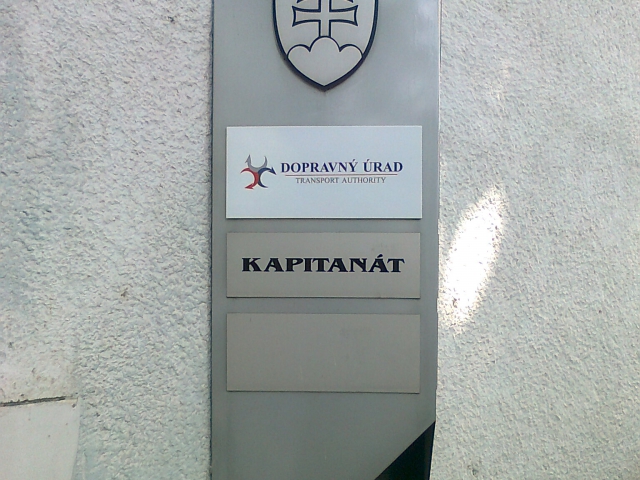 DOPRAVNÝ ÚRAD
TRANSPORT AUTHORITY
KAPITANÁT